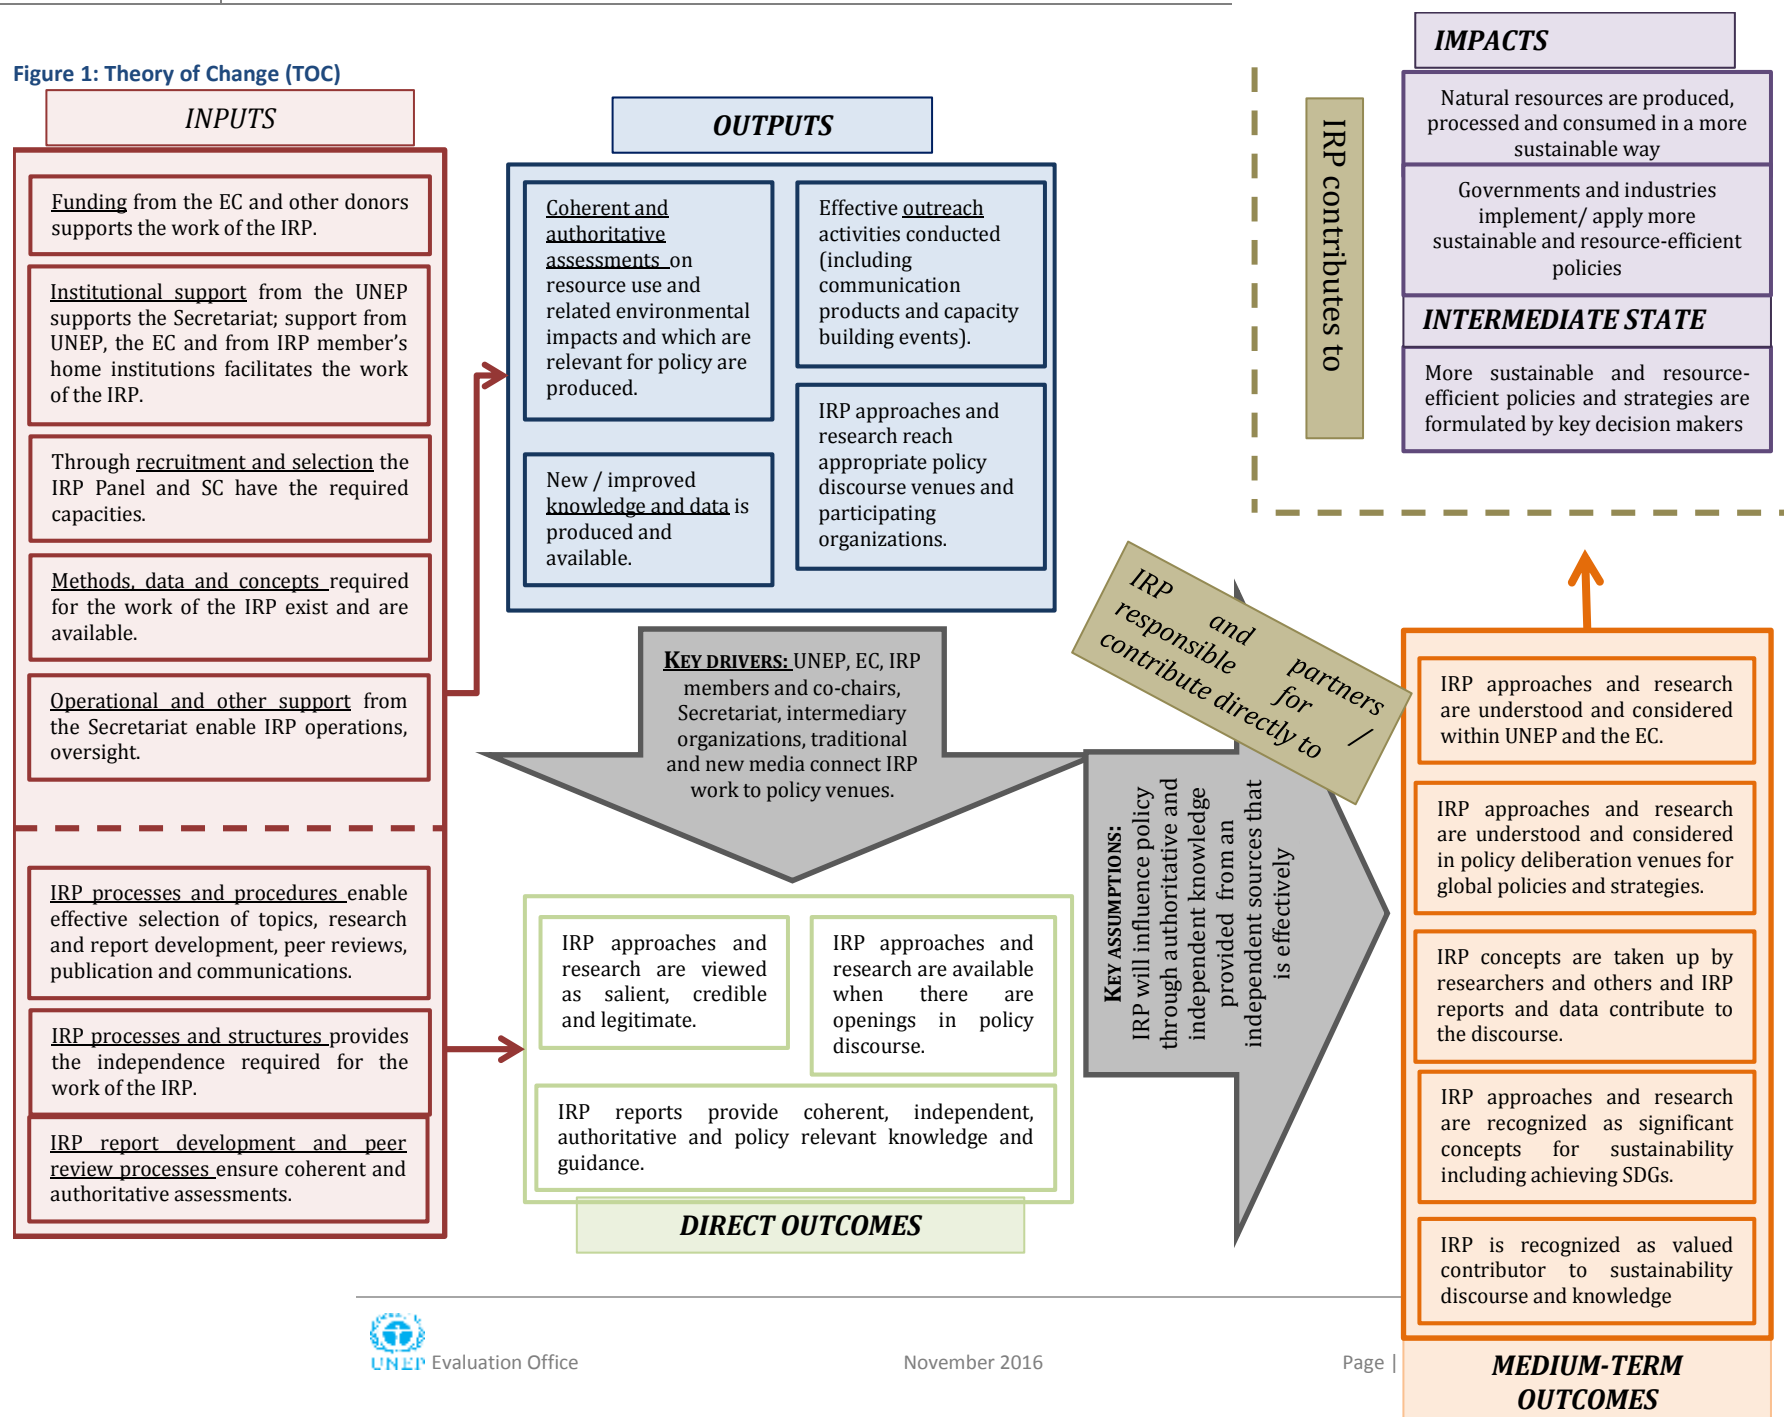 Figure 1: Theory of Change (TOC)
INPUTS
Funding from the EC and other donors
supports the work of the IRP.
Institutional support from the UNEP
supports the Secretariat; support from
UNEP, the EC and from IRP member's
home institutions facilitates the work
of the IRP.
Through recruitment and selection the
IRP Panel and SC have the required
capacities.
Methods, data and concepts required
for the work of the IRP exist and are
available.
Operational and other support from
the Secretariat enable IRP operations,
oversight.
IRP processes and procedures enable
effective selection of topics, research
and report development, peer reviews,
publication and communications.
IRP processes and structures provides
the independence required for the
work of the IRP.
IRP report development and peer
review processes ensure coherent and
authoritative assessments.
OUTPUTS
Coherent and
authoritative
assessments on
resource use and
related environmental
impacts and which are
relevant for policy are
produced.
New / improved
knowledge and data is
produced and
available.
Effective outreach
activities conducted
(including
communication
products and capacity
building events).
IRP approaches and
research reach
appropriate policy
discourse venues and
participating
organizations.
KEY DRIVERS: UNEP, EC, IRP
members and co-chairs,
Secretariat, intermediary
organizations, traditional
and new media connect IRP
work to policy venues.
IRP approaches and
research are viewed
as salient, credible
and legitimate.
IRP approaches and
research are available
when there are
openings in policy
discourse.
IRP reports provide coherent, independent,
authoritative and policy relevant knowledge and
guidance.
DIRECT OUTCOMES
KEY ASSUMPTIONS:
IRP will influence policy
through authoritative and
independent knowledge
provided from an
independent sources that
is effectively
IRP and partners
responsible for /
contribute directly to
IRP contributes to
IMPACTS
Natural resources are produced,
processed and consumed in a more
sustainable way
Governments and industries
implement/ apply more
sustainable and resource-efficient
policies
INTERMEDIATE STATE
More sustainable and resource-
efficient policies and strategies are
formulated by key decision makers
IRP approaches and research
are understood and considered
within UNEP and the EC.
IRP approaches and research
are understood and considered
in policy deliberation venues for
global policies and strategies.
IRP concepts are taken up by
researchers and others and IRP
reports and data contribute to
the discourse.
IRP approaches and research
are recognized as significant
concepts for sustainability
including achieving SDGs.
IRP is recognized as valued
contributor to sustainability
discourse and knowledge
MEDIUM-TERM
OUTCOMES
UNEP Evaluation Office
November 2016
Page |